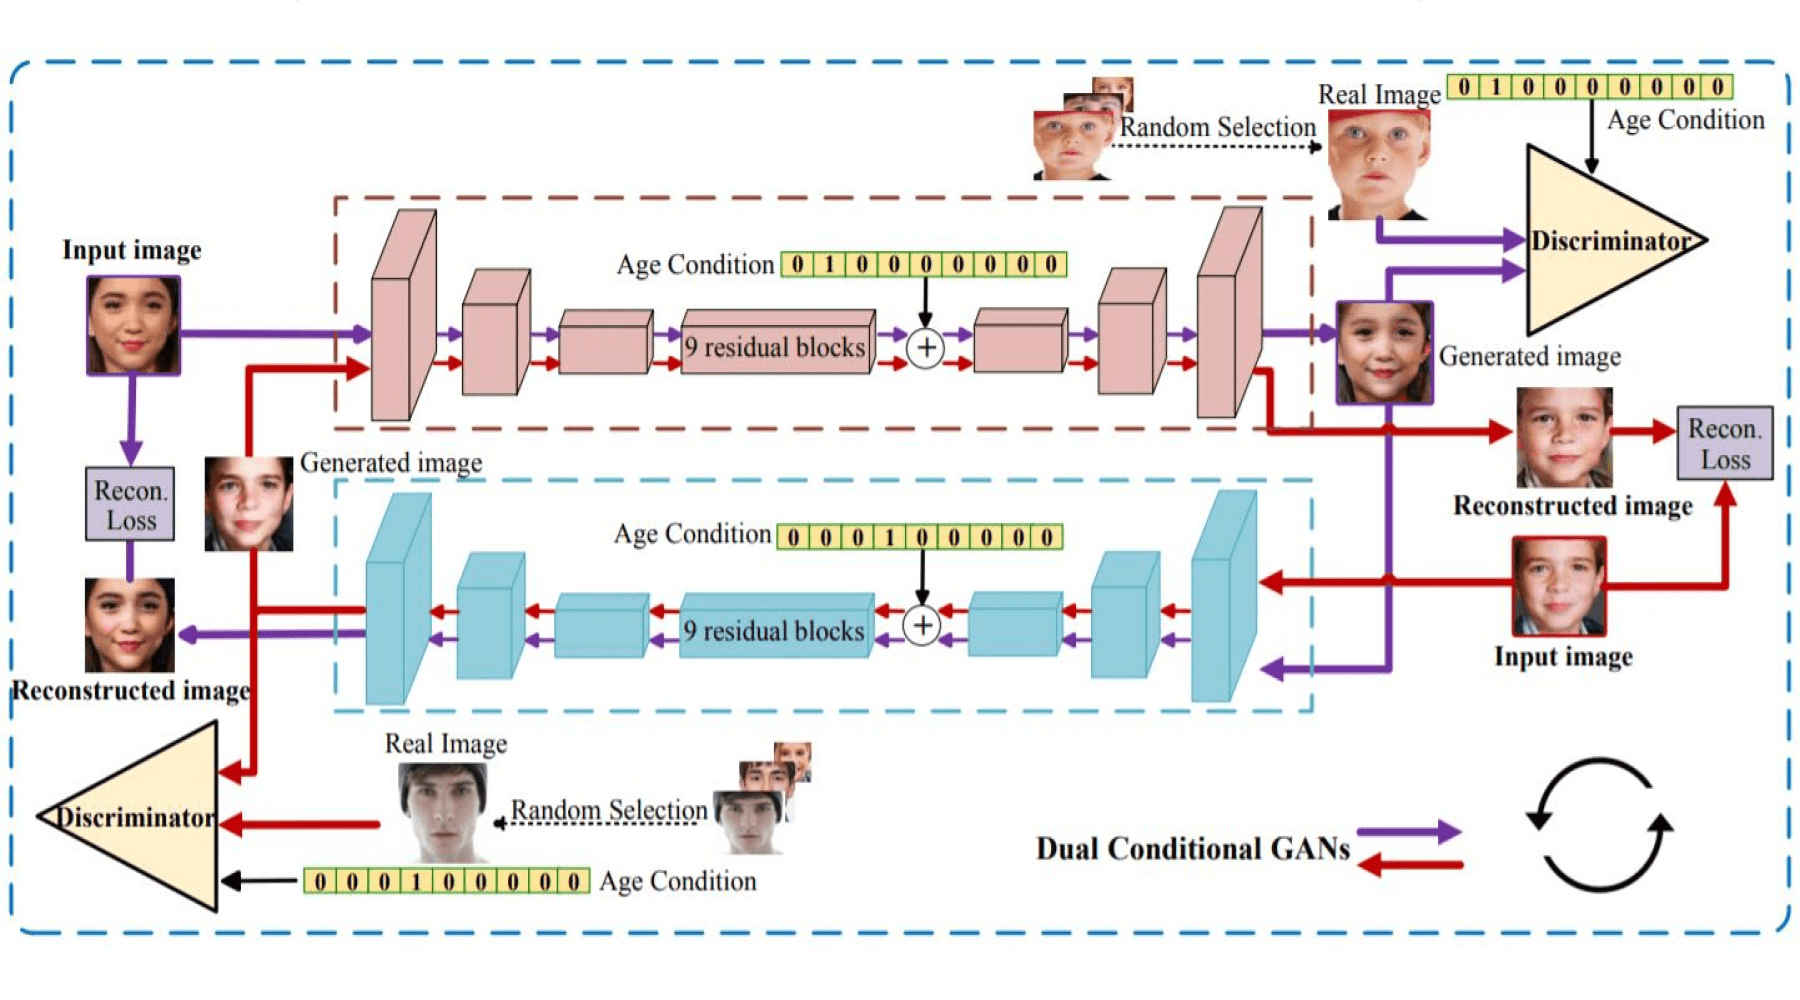 Real Image
0 1 0 0 0 0 0 0 0
Age Condition
Random Selection
Discriminator
Input image
Age Condition
0 1 0 0 0 0 0 0 0
9 residual blocks
+
Generated image
Recon.
Loss
Reconstructed image
Input image
Generated image
Recon.
Loss
Reconstructed image
Age Condition
0 0 0 1 0 0 0 0 0
9 residual blocks
+
Discriminator
Real Image
Random Selection
0 0 0 1 0 0 0 0 0
Age Condition
Dual Conditional GANs